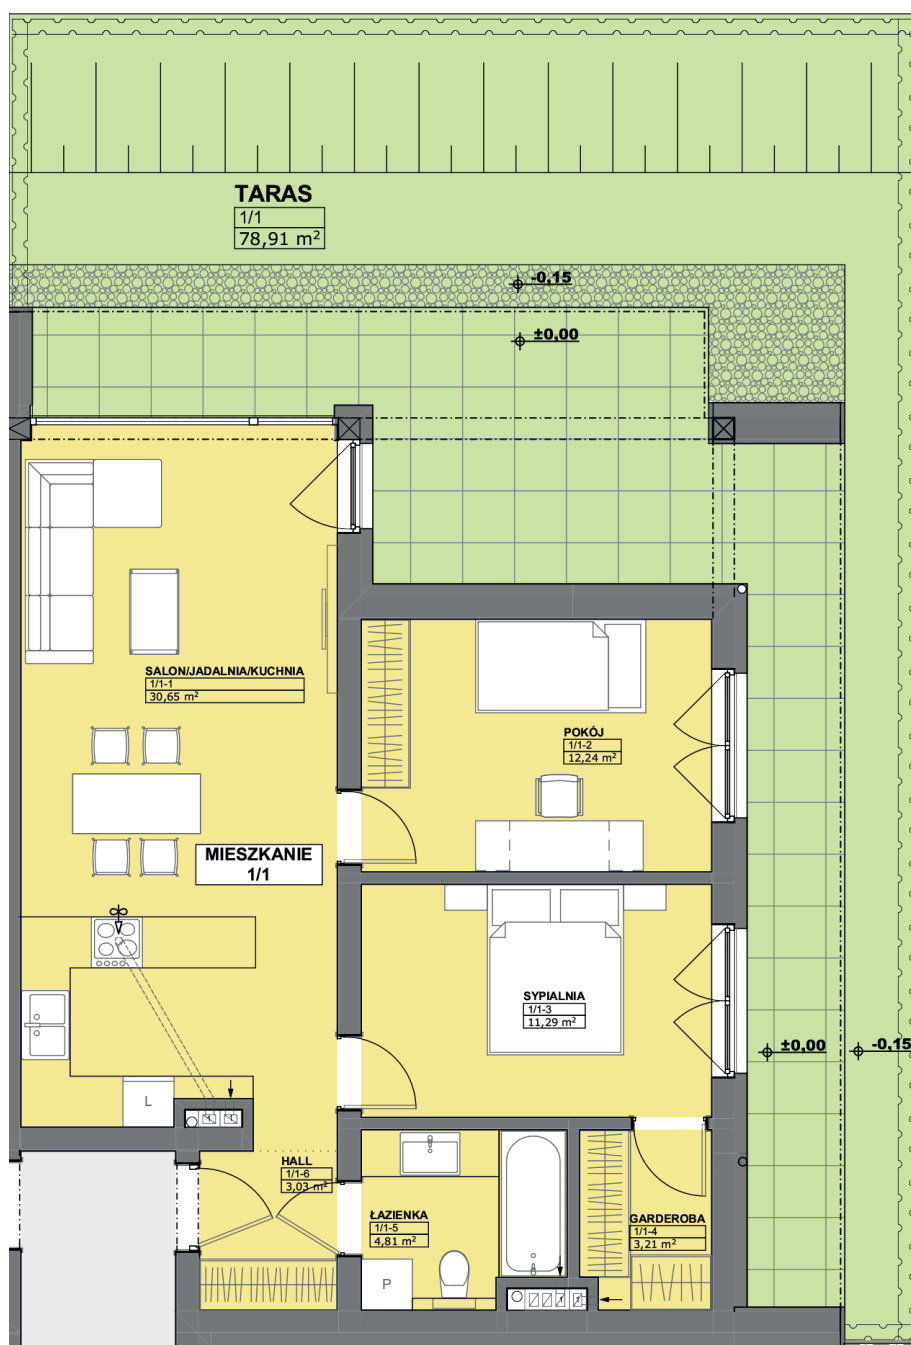 TARAS
1/1
78,91 m²
-0,15
±0,00
SALON/JADALNIA/KUCHNIA
1/1-1
30,65 m²
POKÓJ
1/1-2
12,24 m²
MIESZKANIE
1/1
SYPIALNIA
1/1-3
11,29 m²
±0,00
-0,15
L
HALL
1/1-6
3,03 m²
ŁAZIENKA
1/1-5
4,81 m²
GARDEROBA
1/1-4
3,21 m²
P